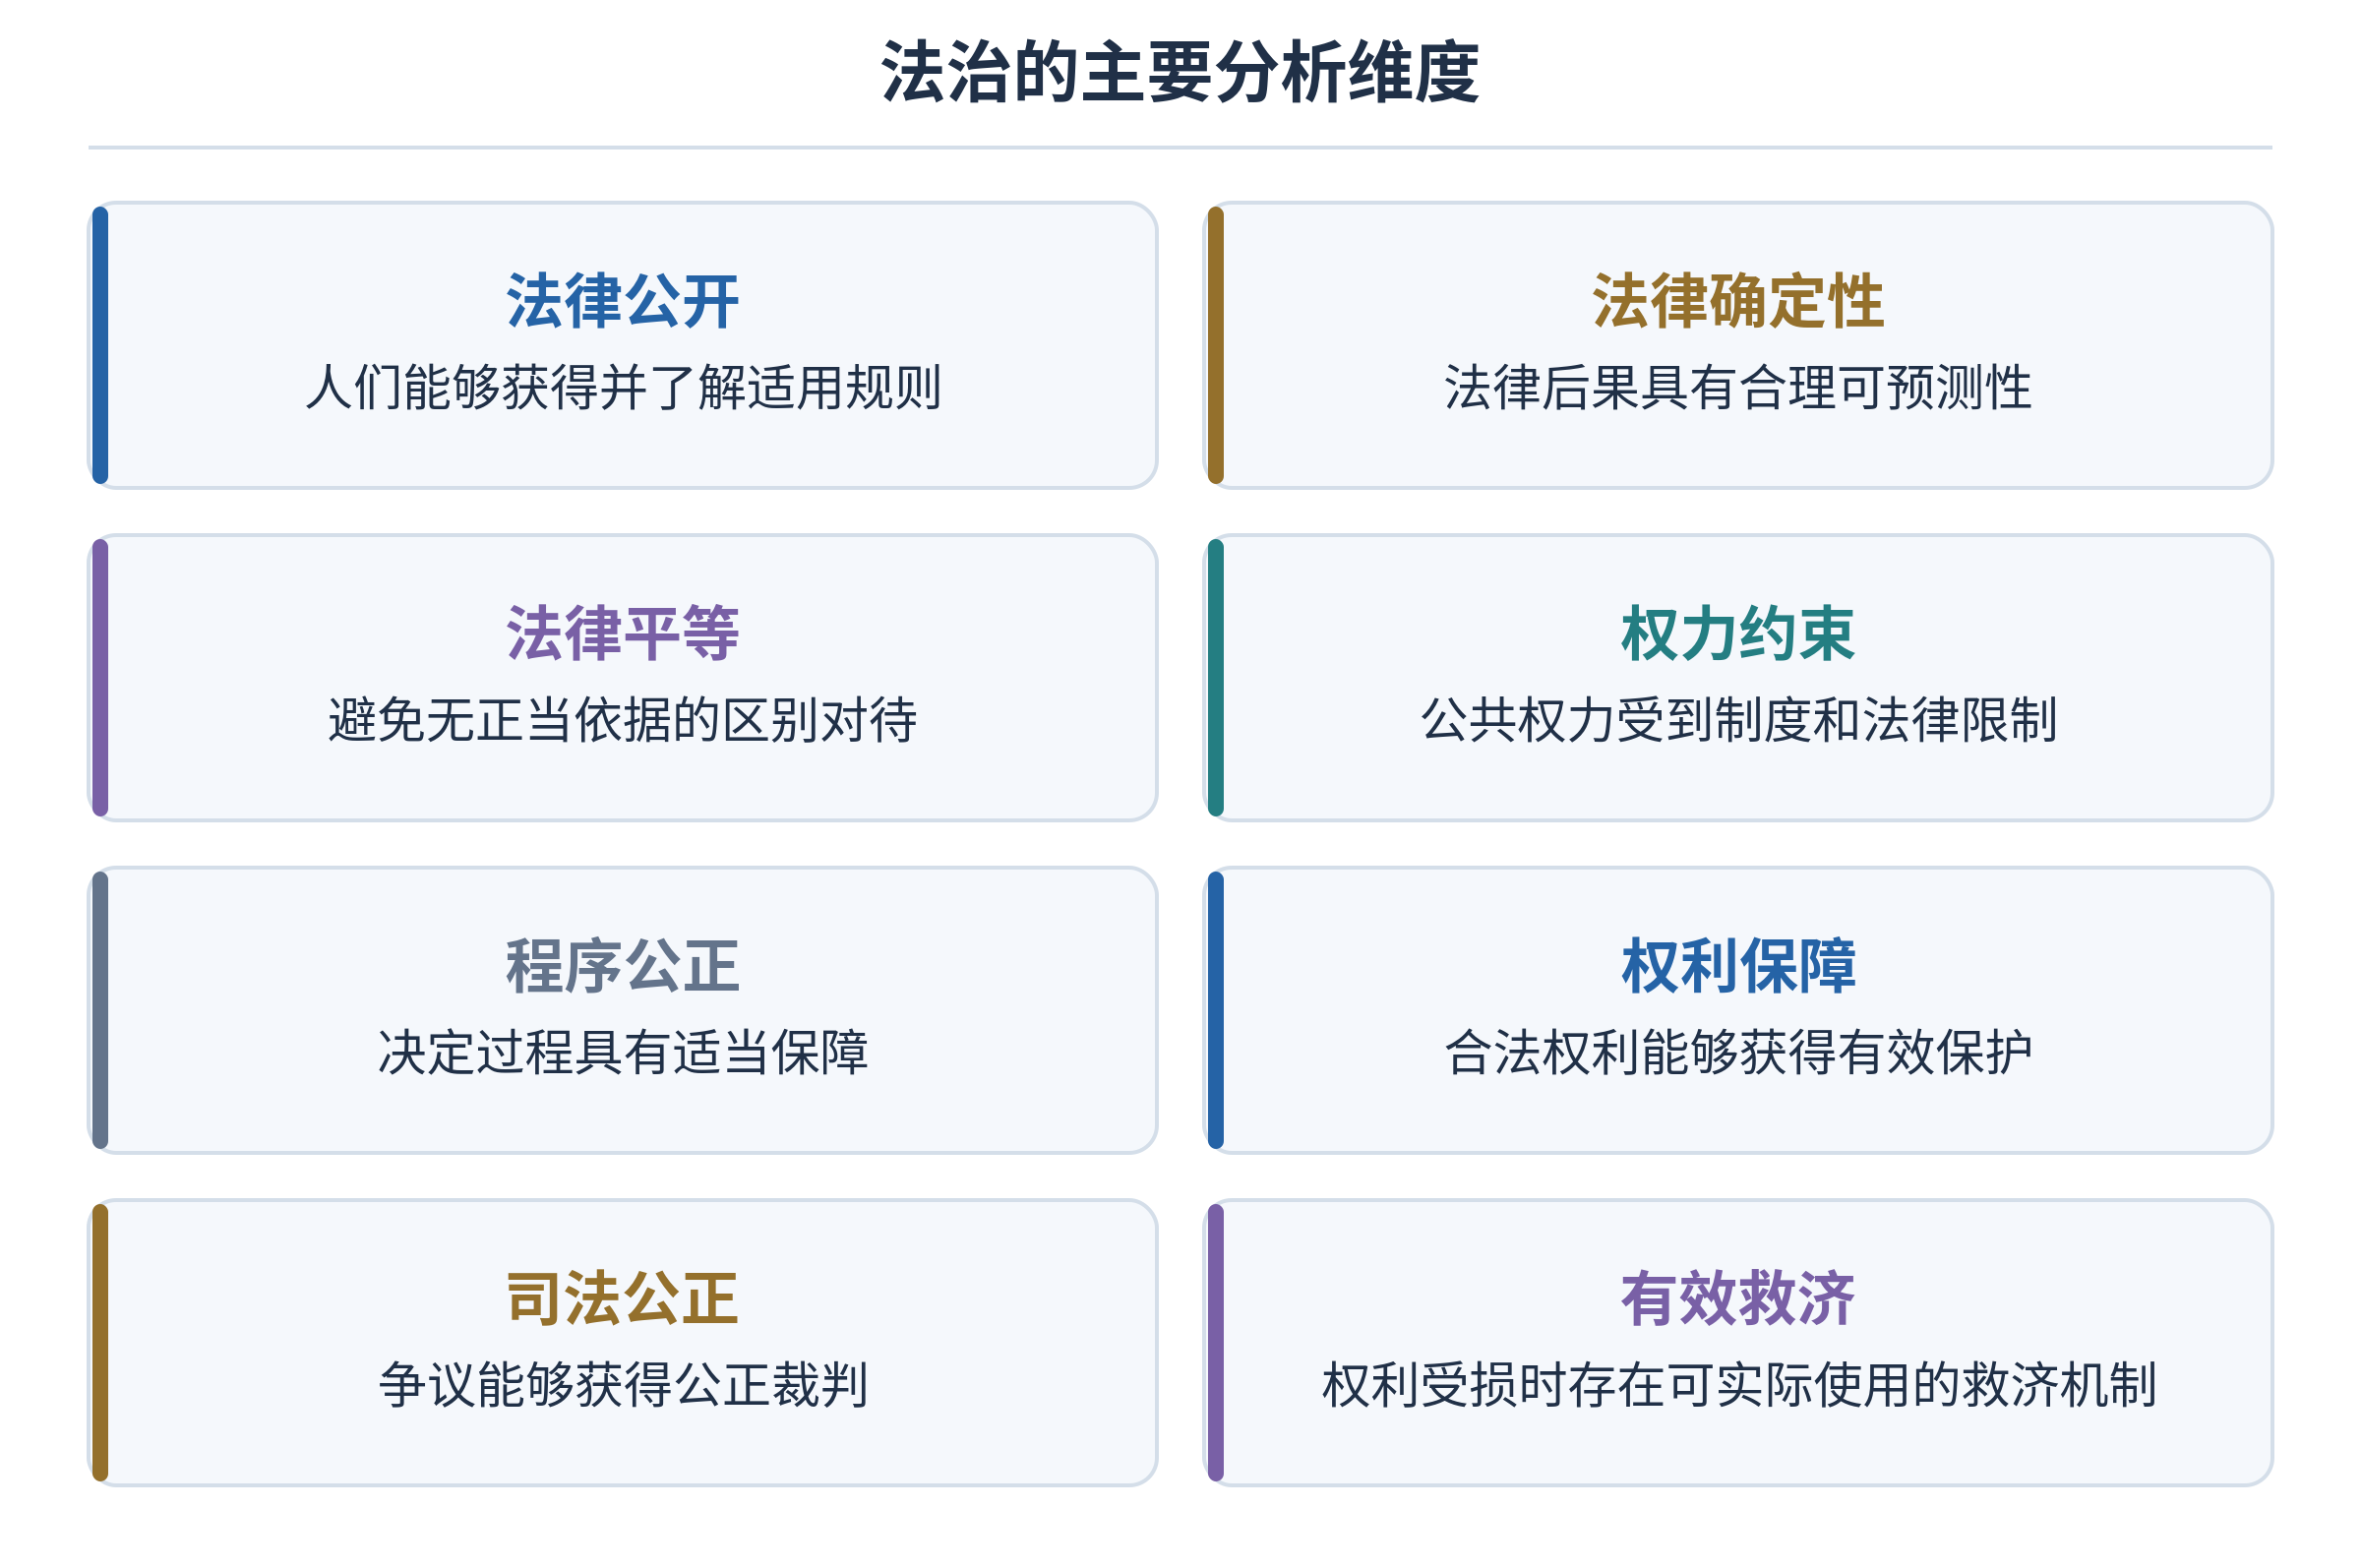 法治的主要分析维度
法律公开
人们能够获得并了解适用规则
法律确定性
法律后果具有合理可预测性
法律平等
避免无正当依据的区别对待
权力约束
公共权力受到制度和法律限制
程序公正
决定过程具有适当保障
权利保障
合法权利能够获得有效保护
司法公正
争议能够获得公正裁判
有效救济
权利受损时存在可实际使用的救济机制